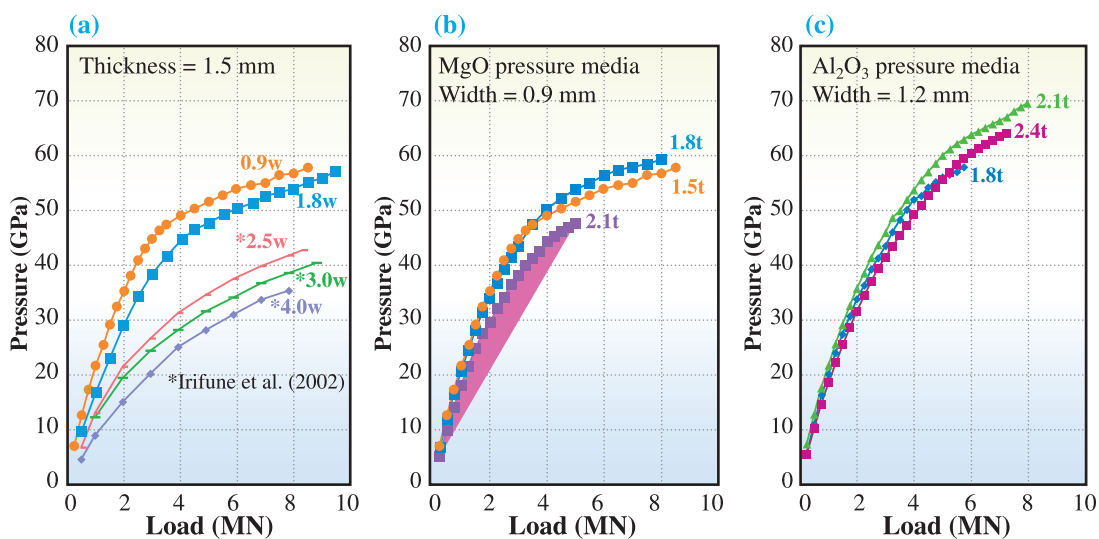 (a)
Thickness = 1.5 mm
0.9w
1.8w
*2.5w
*3.0w
*4.0w
*Irifune et al. (2002)
Pressure (GPa)
80
70
60
50
40
30
20
10
0
0 2 4 6 8 10
Load (MN)
(b)
MgO pressure media
Width = 0.9 mm
1.8t
1.5t
2.1t
Pressure (GPa)
80
70
60
50
40
30
20
10
0
0 2 4 6 8 10
Load (MN)
(c)
Al₂O₃ pressure media
Width = 1.2 mm
2.1t
2.4t
1.8t
Pressure (GPa)
80
70
60
50
40
30
20
10
0
0 2 4 6 8 10
Load (MN)